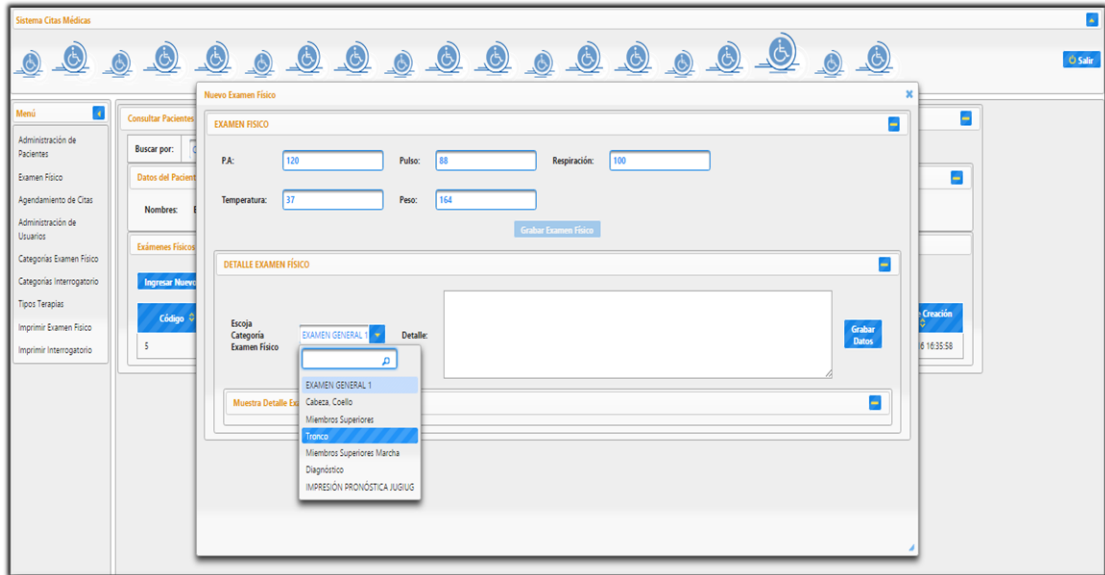 Sistema Citas Médicas
Salir
Menú
Administración de
Pacientes
Examen Físico
Agendamiento de Citas
Administración de
Usuarios
Categorías Examen Físico
Categorías Interrogatorio
Tipos Terapias
Imprimir Examen Fisico
Imprimir Interrogatorio
Consultar Pacientes
Buscar por:
Datos del Pacient
Nombres:
Exámenes Físicos
Ingresar Nuevo
Código
5
Creación
16:35:58
Nuevo Examen Físico
EXAMEN FISICO
P.A: 120 Pulso: 88 Respiración: 100
Temperatura: 37 Peso: 164
Grabar Examen Físico
DETALLE EXAMEN FÍSICO
Escoja
Categoría
Examen Físico
EXAMEN GENERAL 1
Detalle:
Grabar
Datos
EXAMEN GENERAL 1
Cabeza, Coello
Miembros Superiores
Tronco
Miembros Superiores Marcha
Diagnóstico
IMPRESIÓN PRONÓSTICA JUGIUG
Muestra Detalle Ex